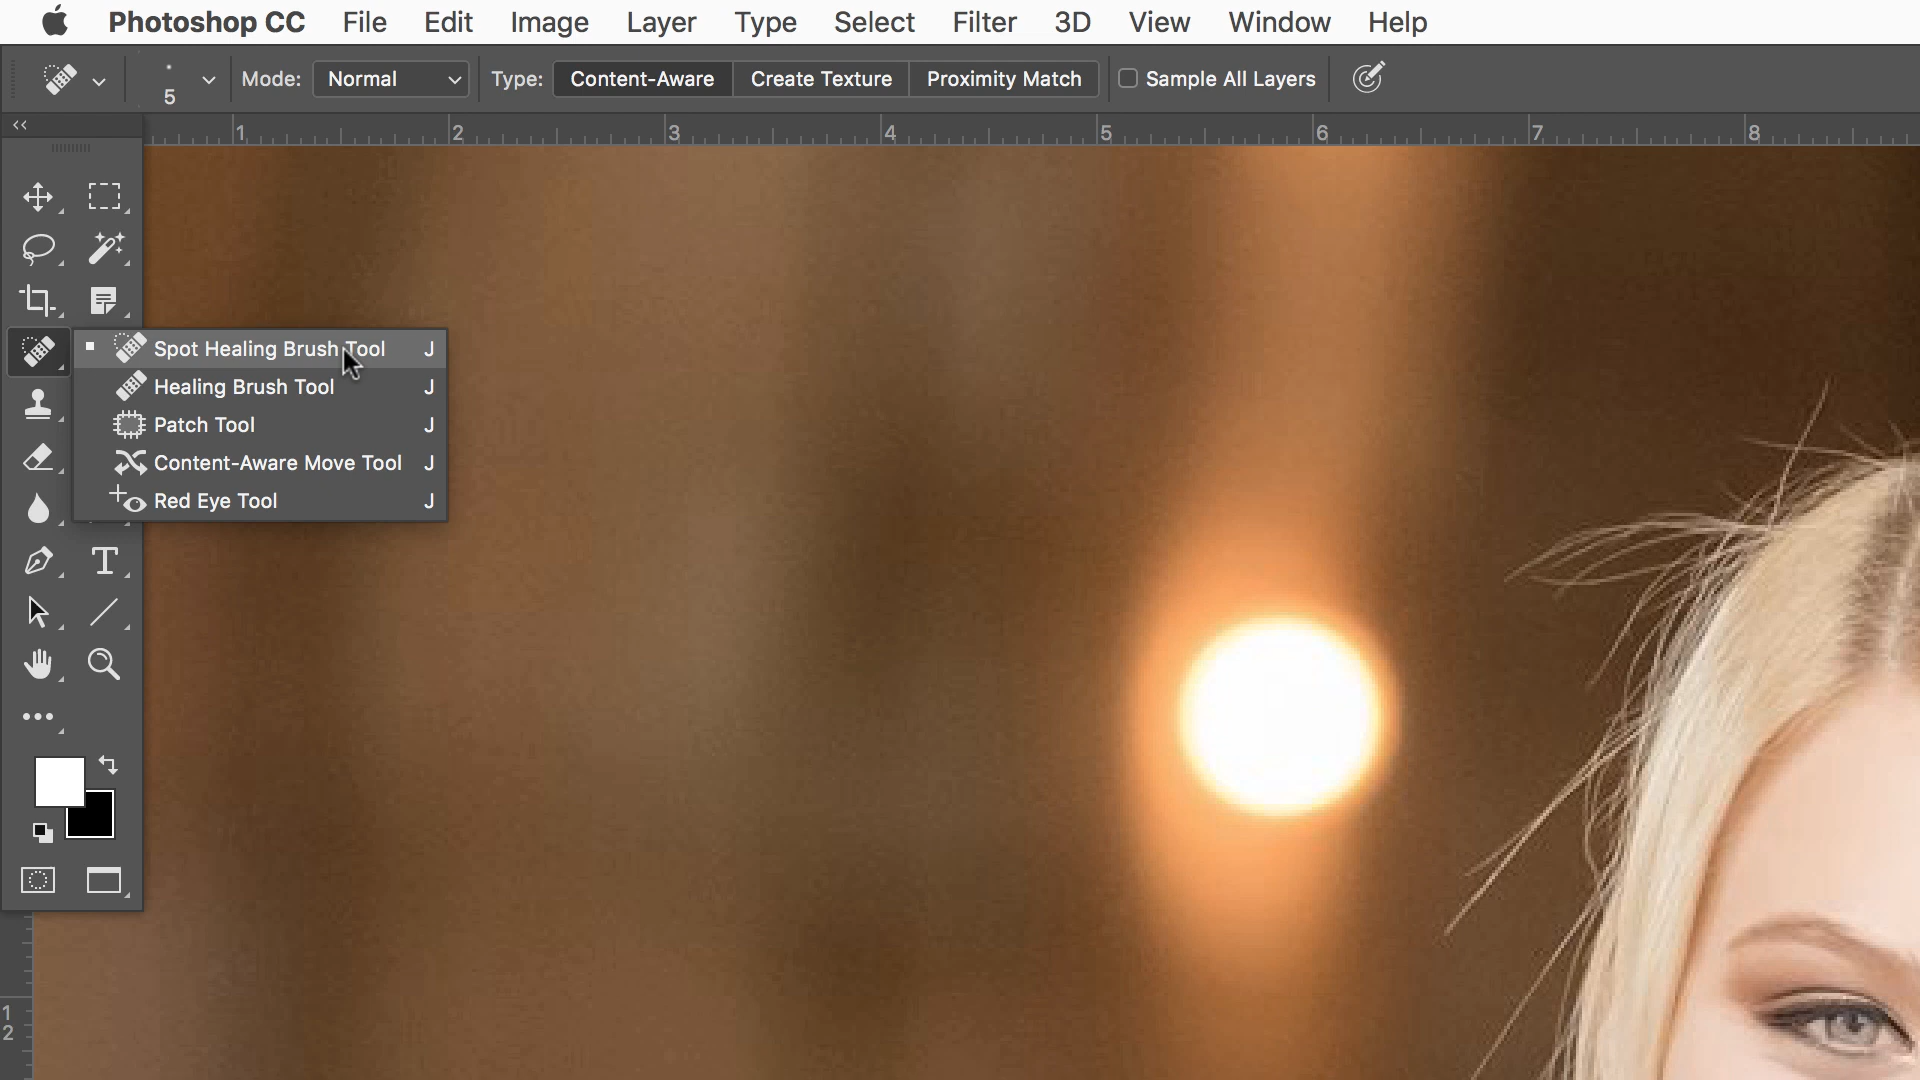 Photoshop CC File Edit Image Layer Type Select Filter 3D View Window Help
5 Mode: Normal Type: Content-Aware Create Texture Proximity Match Sample All Layers
1 2 3 4 5 6 7 8
Spot Healing Brush Tool J
Healing Brush Tool J
Patch Tool J
Content-Aware Move Tool J
Red Eye Tool J
T
1
2